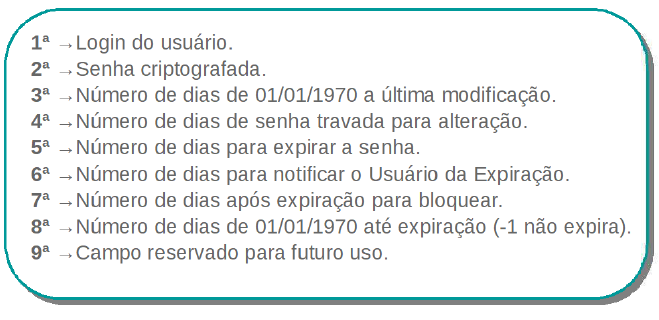 1ª →Login do usuário.
2ª →Senha criptografada.
3ª →Número de dias de 01/01/1970 a última modificação.
4ª →Número de dias de senha travada para alteração.
5ª →Número de dias para expirar a senha.
6ª →Número de dias para notificar o Usuário da Expiração.
7ª →Número de dias após expiração para bloquear.
8ª →Número de dias de 01/01/1970 até expiração (-1 não expira).
9ª →Campo reservado para futuro uso.